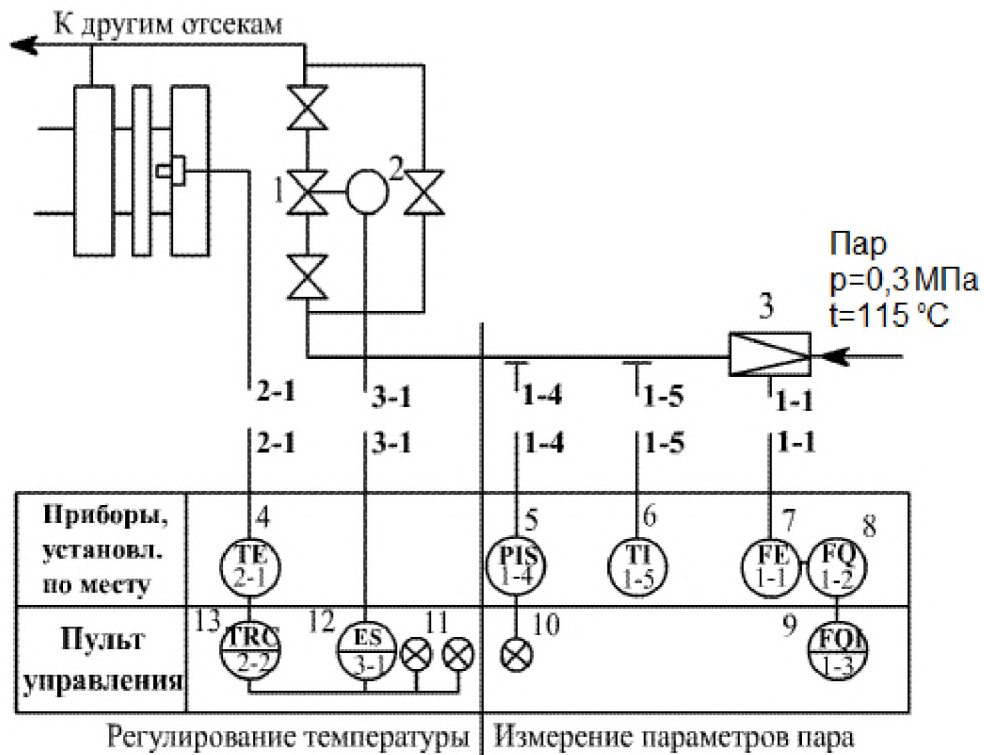 К другим отсекам
1
2
Пар
p=0,3 МПа
t=115 °C
3
2-1
3-1
1-4
1-5
1-1
2-1
3-1
1-4
1-5
1-1
Приборы,
установл.
по месту
4
TE
2-1
5
PIS
1-4
6
TI
1-5
7
FE
1-1
8
FQ
1-2
Пульт
управления
13
TRC
2-2
12
ES
3-1
11
10
9
FQI
1-3
Регулирование температуры
Измерение параметров пара